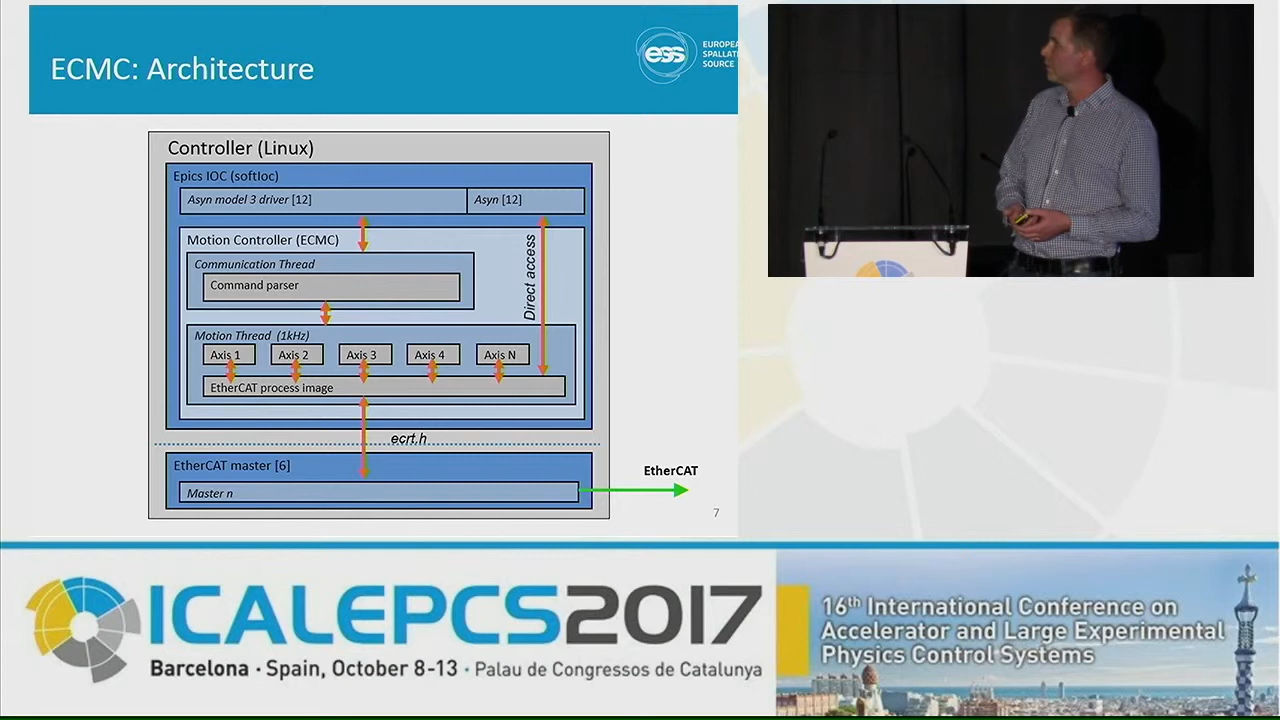 ECMC: Architecture
ess
EUROPEA
SPALLAT
SOURCE
Controller (Linux)
Epics IOC (softIoc)
Asyn model 3 driver [12]
Asyn [12]
Motion Controller (ECMC)
Communication Thread
Command parser
Direct access
Motion Thread (1kHz)
Axis 1
Axis 2
Axis 3
Axis 4
Axis N
EtherCAT process image
ecrt.h
EtherCAT master [6]
Master n
EtherCAT
7
ICALEPCS2017
Barcelona · Spain, October 8-13 · Palau de Congressos de Catalunya
16th International Conference on
Accelerator and Large Experimental
Physics Control Systems